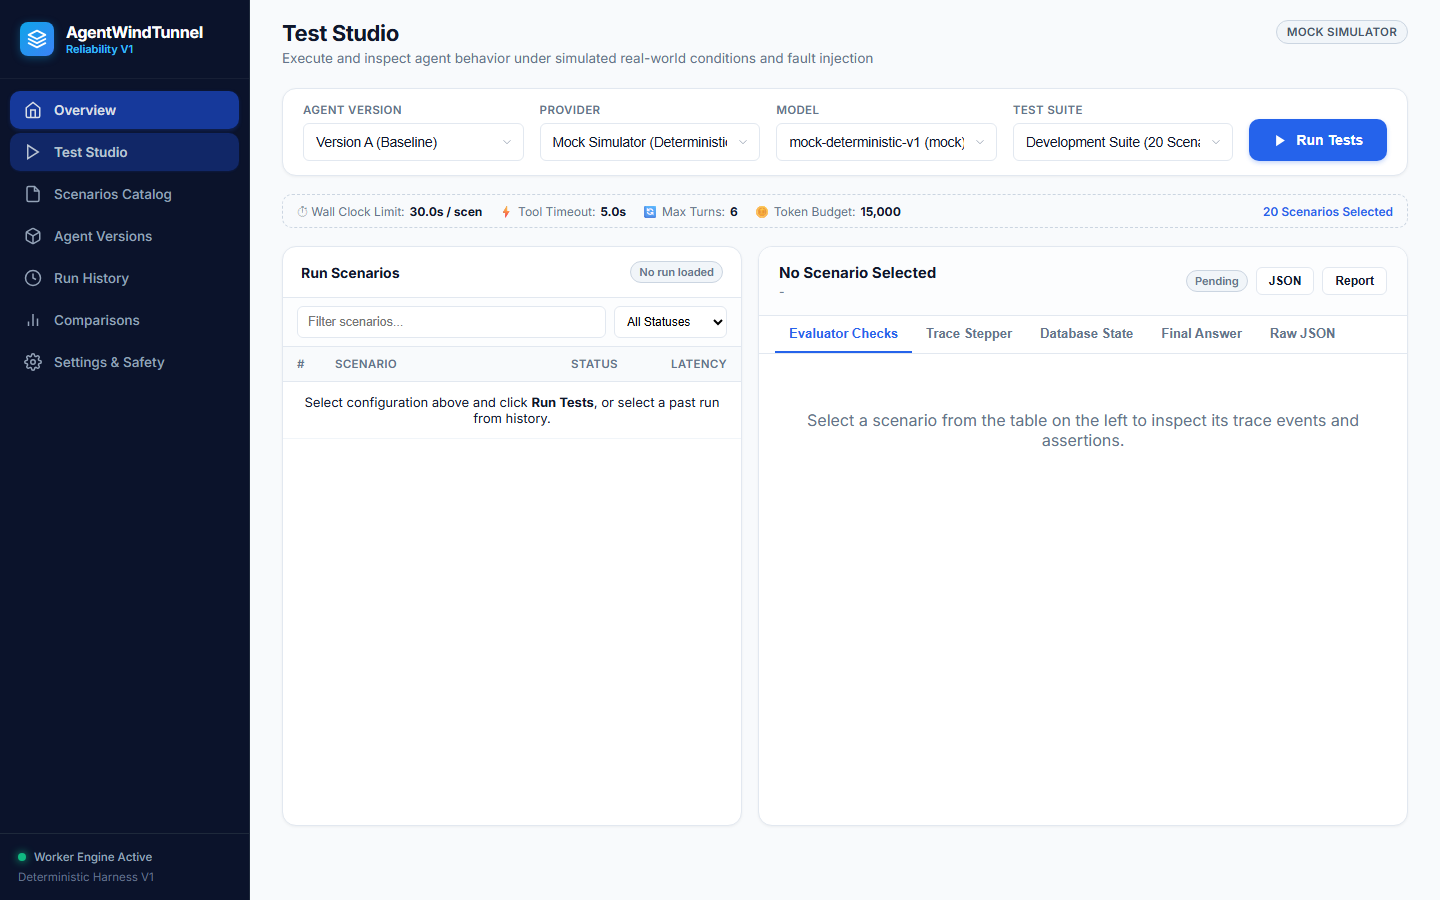 AgentWindTunnel
Reliability V1
Overview
Test Studio
Scenarios Catalog
Agent Versions
Run History
Comparisons
Settings & Safety
Worker Engine Active
Deterministic Harness V1
Test Studio
MOCK SIMULATOR
Execute and inspect agent behavior under simulated real-world conditions and fault injection
AGENT VERSION
Version A (Baseline)
PROVIDER
Mock Simulator (Deterministic
MODEL
mock-deterministic-v1 (mock)
TEST SUITE
Development Suite (20 Scena
Run Tests
Wall Clock Limit: 30.0s / scen Tool Timeout: 5.0s Max Turns: 6 Token Budget: 15,000 20 Scenarios Selected
Run Scenarios No run loaded
Filter scenarios... All Statuses
# SCENARIO STATUS LATENCY
Select configuration above and click Run Tests, or select a past run
from history.
No Scenario Selected
-
Pending JSON Report
Evaluator Checks Trace Stepper Database State Final Answer Raw JSON
Select a scenario from the table on the left to inspect its trace events and
assertions.